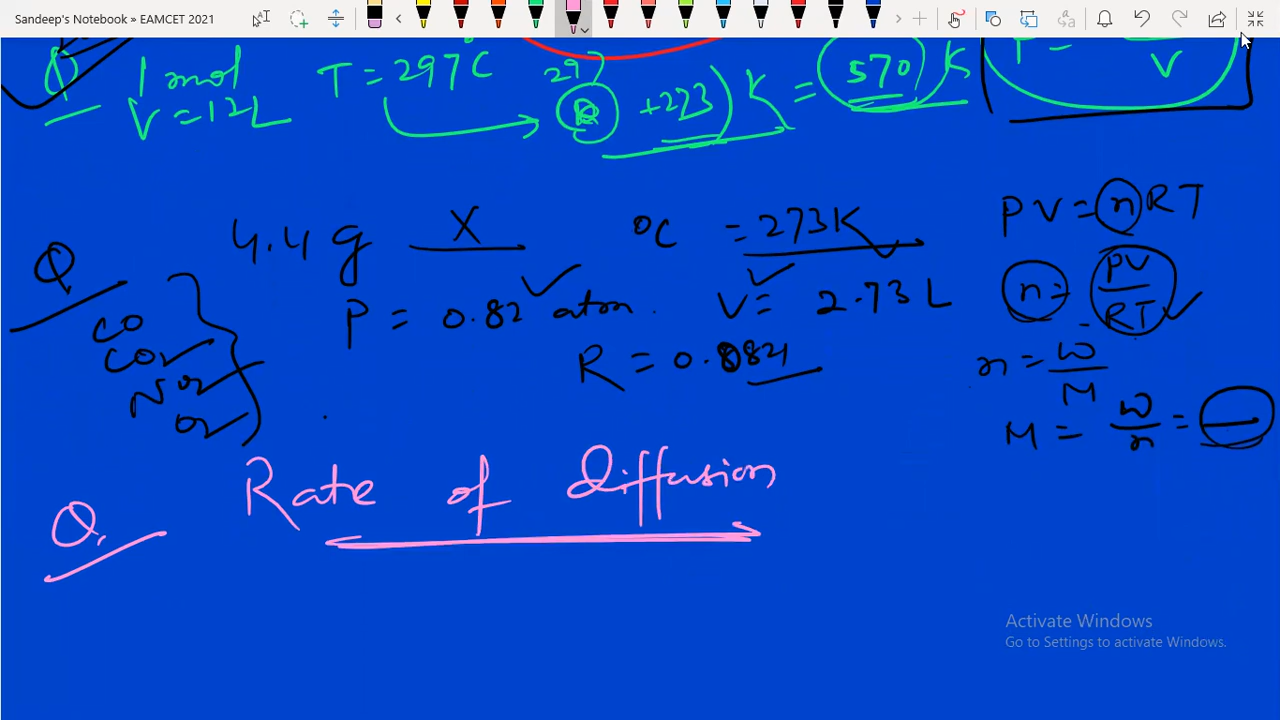 Sandeep's Notebook » EAMCET 2021
Q 1 mol T = 297°C 297 +273) K = 570 K P = V
V = 12L
Q 4.4 g X 0C = 273K PV = nRT
P = 0.82 atm. V = 2.73 L n = PV/RT
CO
CO2 R = 0.0821 n = w/M
NO2
O2 M = w/n =
Q. Rate of diffusion
Activate Windows
Go to Settings to activate Windows.